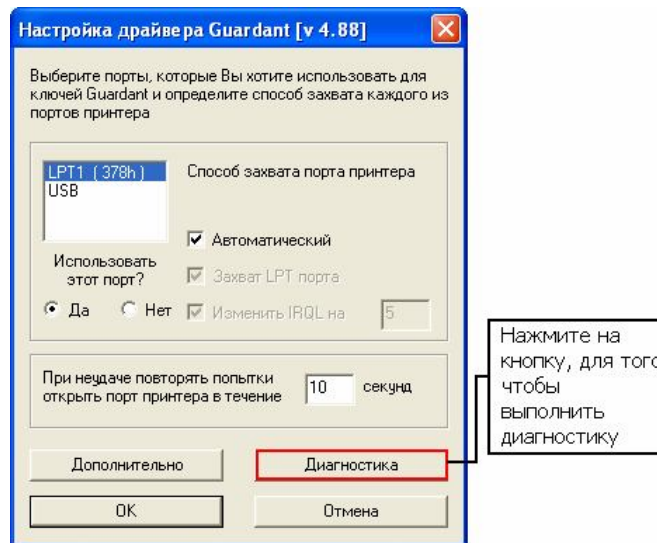 Настройка драйвера Guardant [v 4.88]
Выберите порты, которые Вы хотите использовать для
ключей Guardant и определите способ захвата каждого из
портов принтера
LPT1 ( 378h )
USB
Способ захвата порта принтера
Автоматический
Использовать
этот порт?
Захват LPT порта
Да
Нет
Изменить IRQL на
5
При неудаче повторять попытки
открыть порт принтера в течение
10
секунд
Дополнительно
Диагностика
OK
Отмена
Нажмите на
кнопку, для того
чтобы
выполнить
диагностику